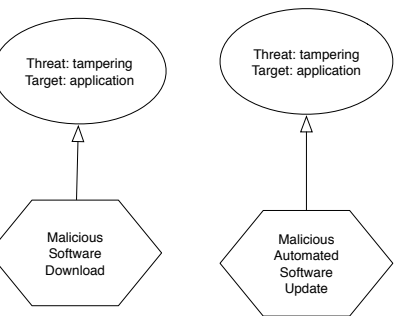 Threat: tampering
Target: application
Threat: tampering
Target: application
Malicious
Software
Download
Malicious
Automated
Software
Update